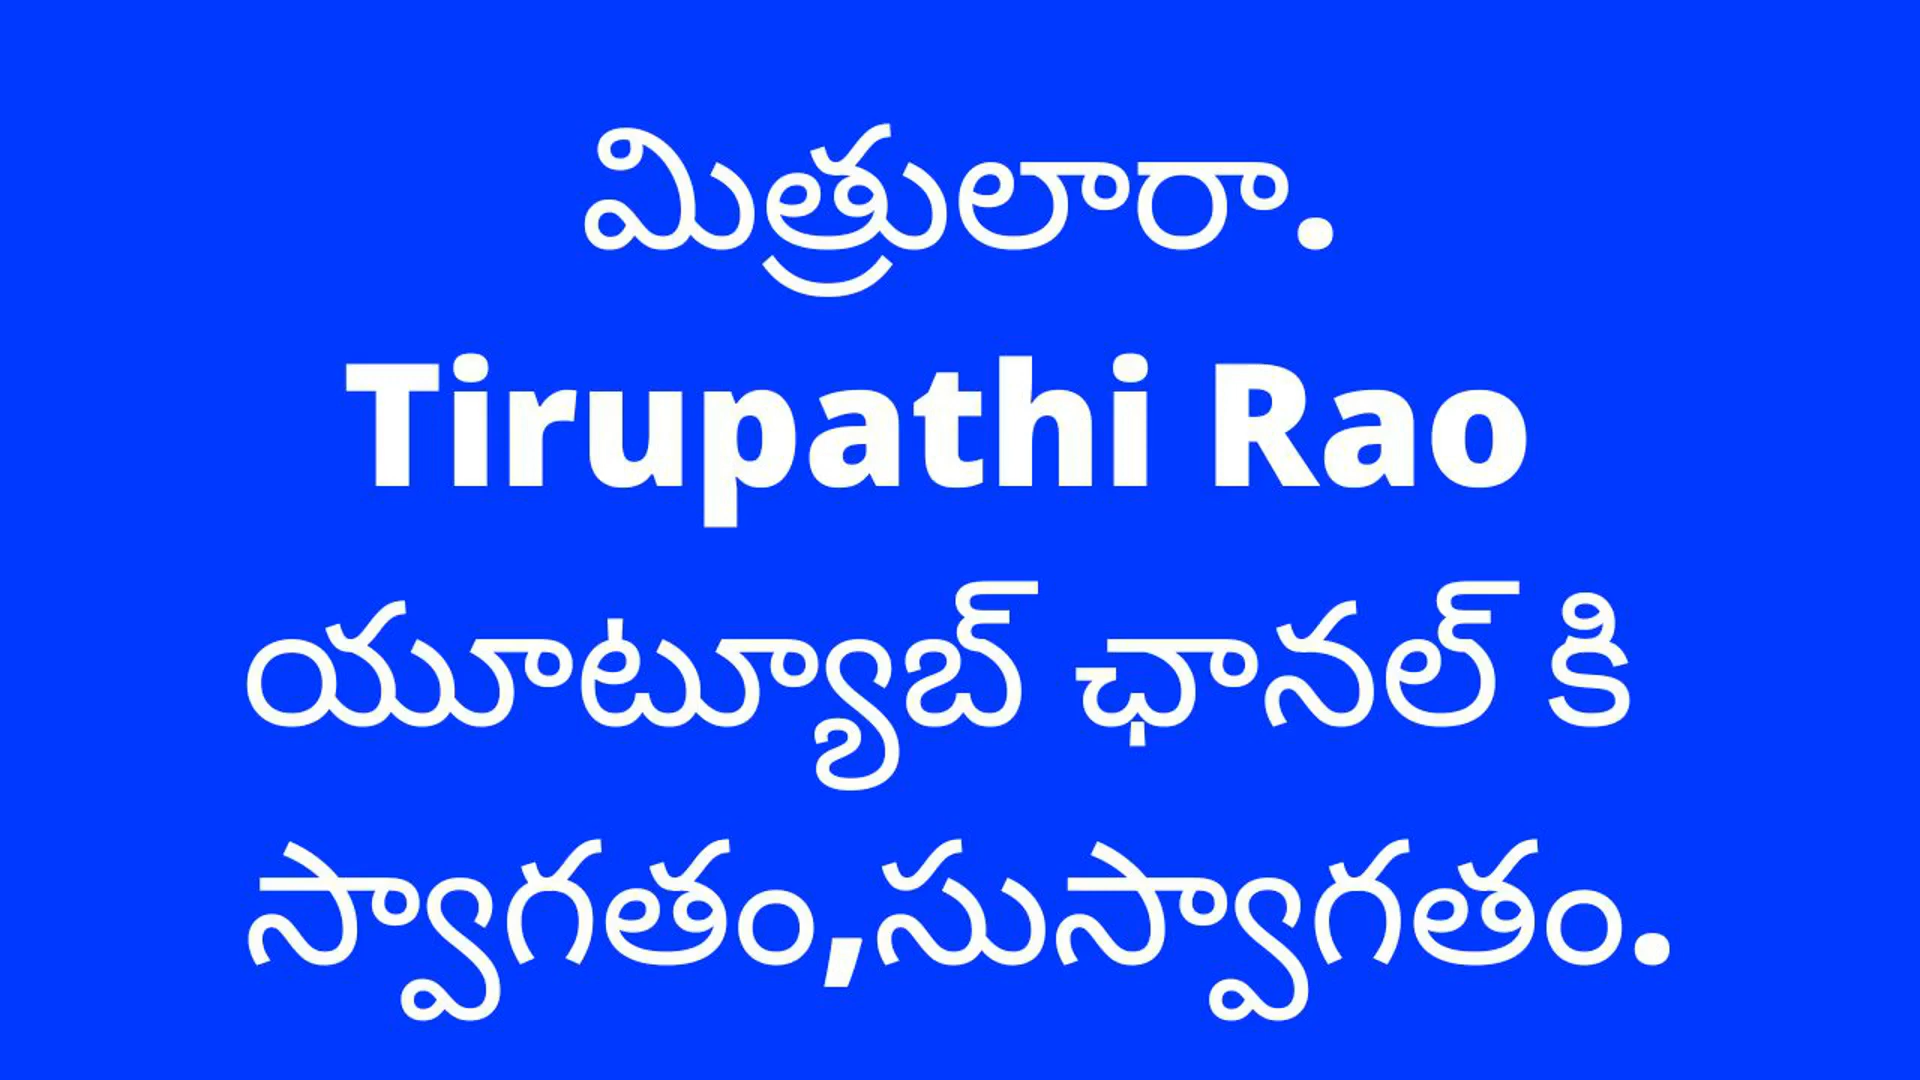 మిత్రులారా.
Tirupathi Rao
యూట్యూబ్ ఛానల్ కి
స్వాగతం,సుస్వాగతం.